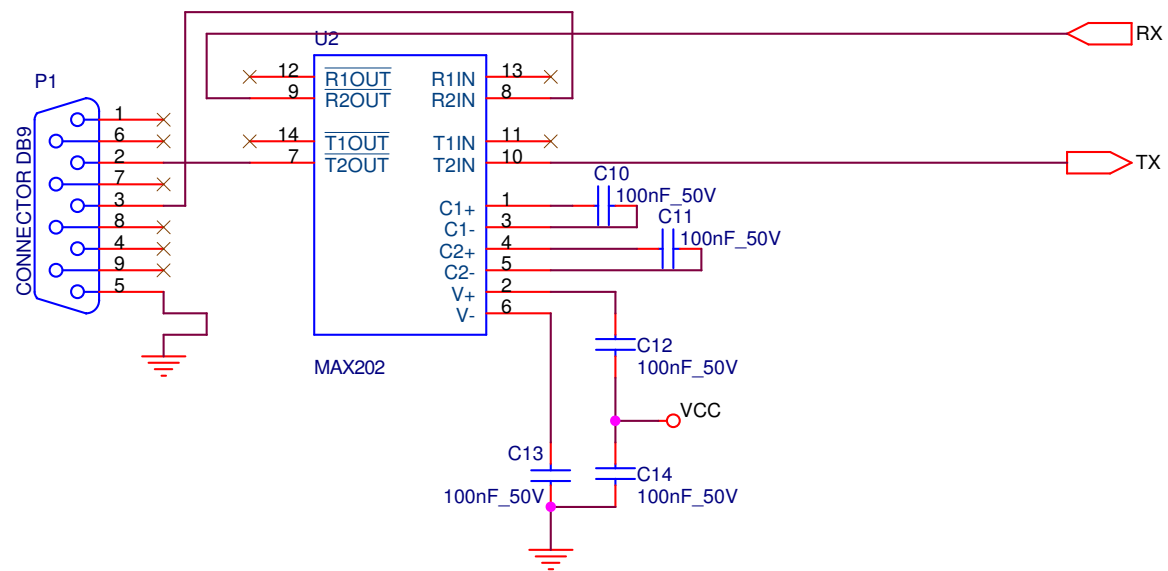 U2
RX
P1
CONNECTOR DB9
1
6
2
7
3
8
4
9
5
12 R1OUT R1IN 13
9 R2OUT R2IN 8
14 T1OUT T1IN 11
7 T2OUT T2IN 10
TX
C1+ 1
C1- 3
C2+ 4
C2- 5
V+ 2
V- 6
C10
100nF_50V
C11
100nF_50V
MAX202
C12
100nF_50V
VCC
C13
100nF_50V
C14
100nF_50V